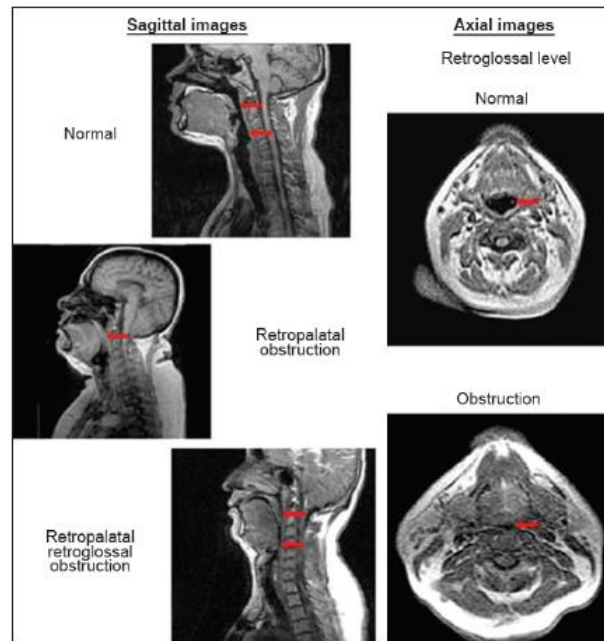 Sagittal images
Axial images
Retroglossal level
Normal
Normal
Retropalatal
obstruction
Obstruction
Retropalatal
retroglossal
obstruction